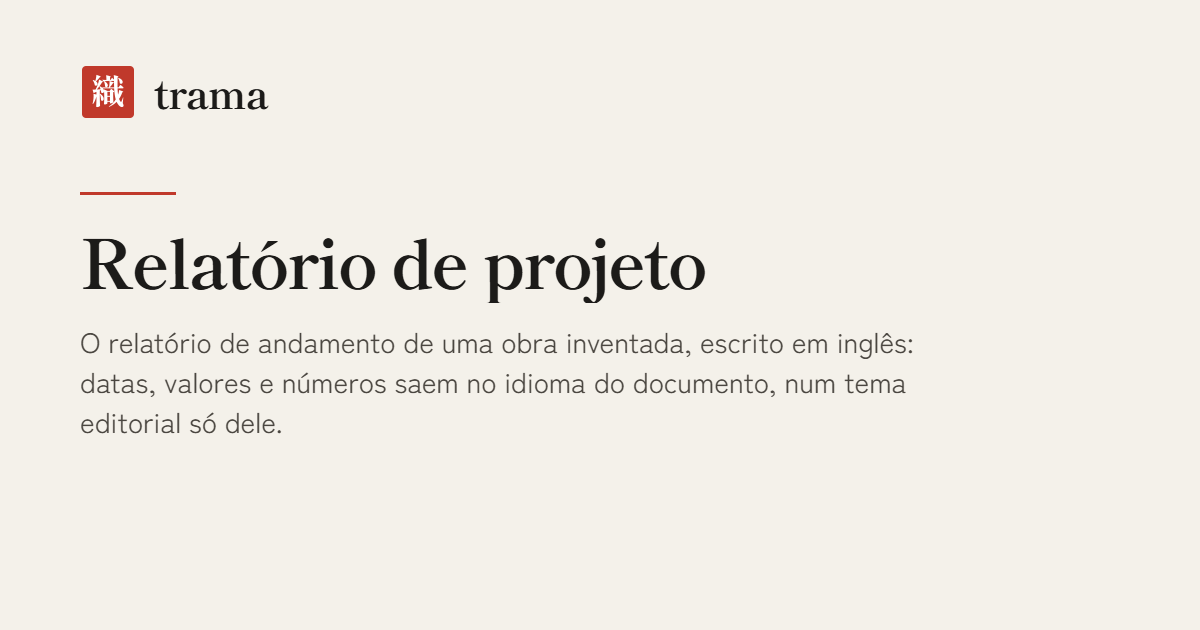 織 trama
Relatório de projeto
O relatório de andamento de uma obra inventada, escrito em inglês:
datas, valores e números saem no idioma do documento, num tema
editorial só dele.